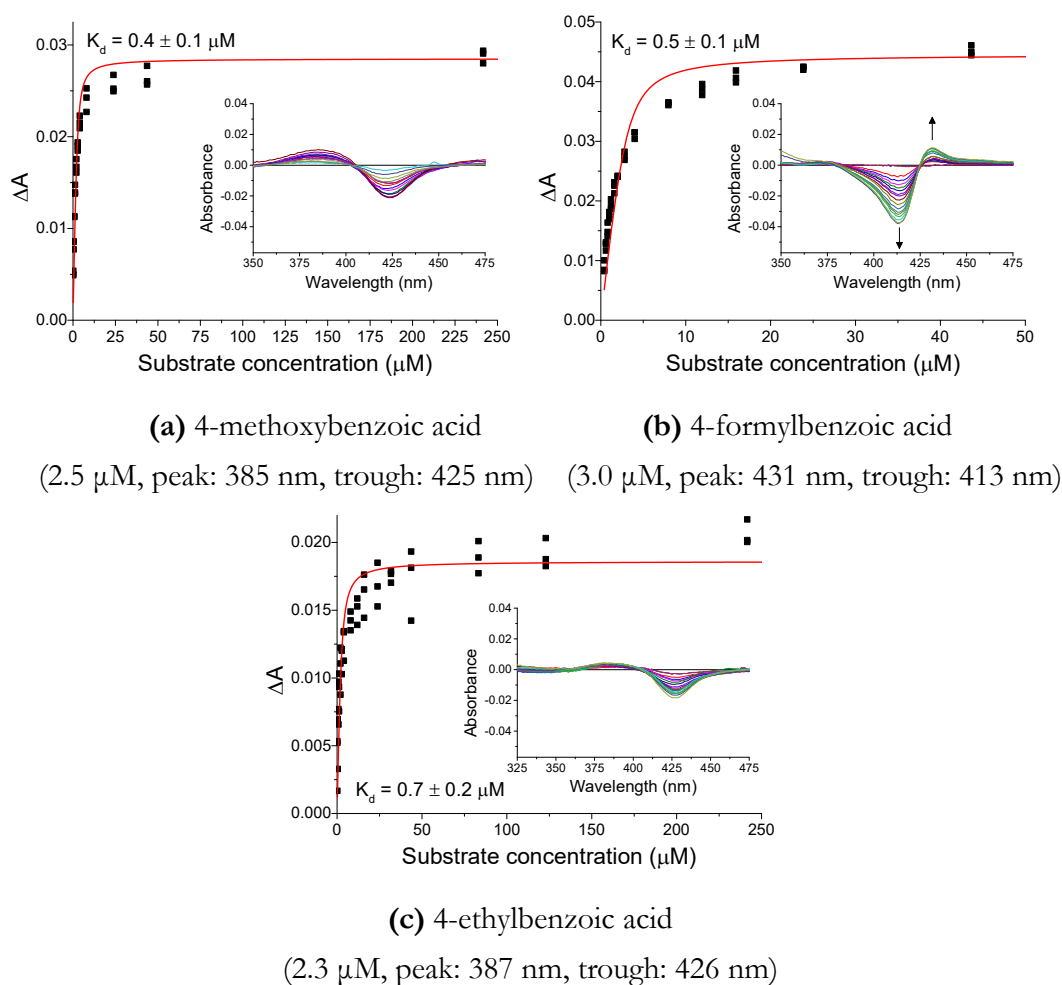 K_d = 0.4 ± 0.1 μM
0.03
0.02
0.01
0.00
ΔA
0 25 50 75 100 125 150 175 200 225 250
Substrate concentration (μM)
0.04
0.02
0.00
-0.02
-0.04
Absorbance
350 375 400 425 450 475
Wavelength (nm)
(a) 4-methoxybenzoic acid
(2.5 μM, peak: 385 nm, trough: 425 nm)
K_d = 0.5 ± 0.1 μM
0.05
0.04
0.03
0.02
0.01
0.00
ΔA
0 10 20 30 40 50
Substrate concentration (μM)
0.04
0.02
0.00
-0.02
-0.04
Absorbance
350 375 400 425 450 475
Wavelength (nm)
(b) 4-formylbenzoic acid
(3.0 μM, peak: 431 nm, trough: 413 nm)
0.020
0.015
0.010
0.005
0.000
ΔA
K_d = 0.7 ± 0.2 μM
0 50 100 150 200 250
Substrate concentration (μM)
0.04
0.02
0.00
-0.02
-0.04
Absorbance
325 350 375 400 425 450 475
Wavelength (nm)
(c) 4-ethylbenzoic acid
(2.3 μM, peak: 387 nm, trough: 426 nm)